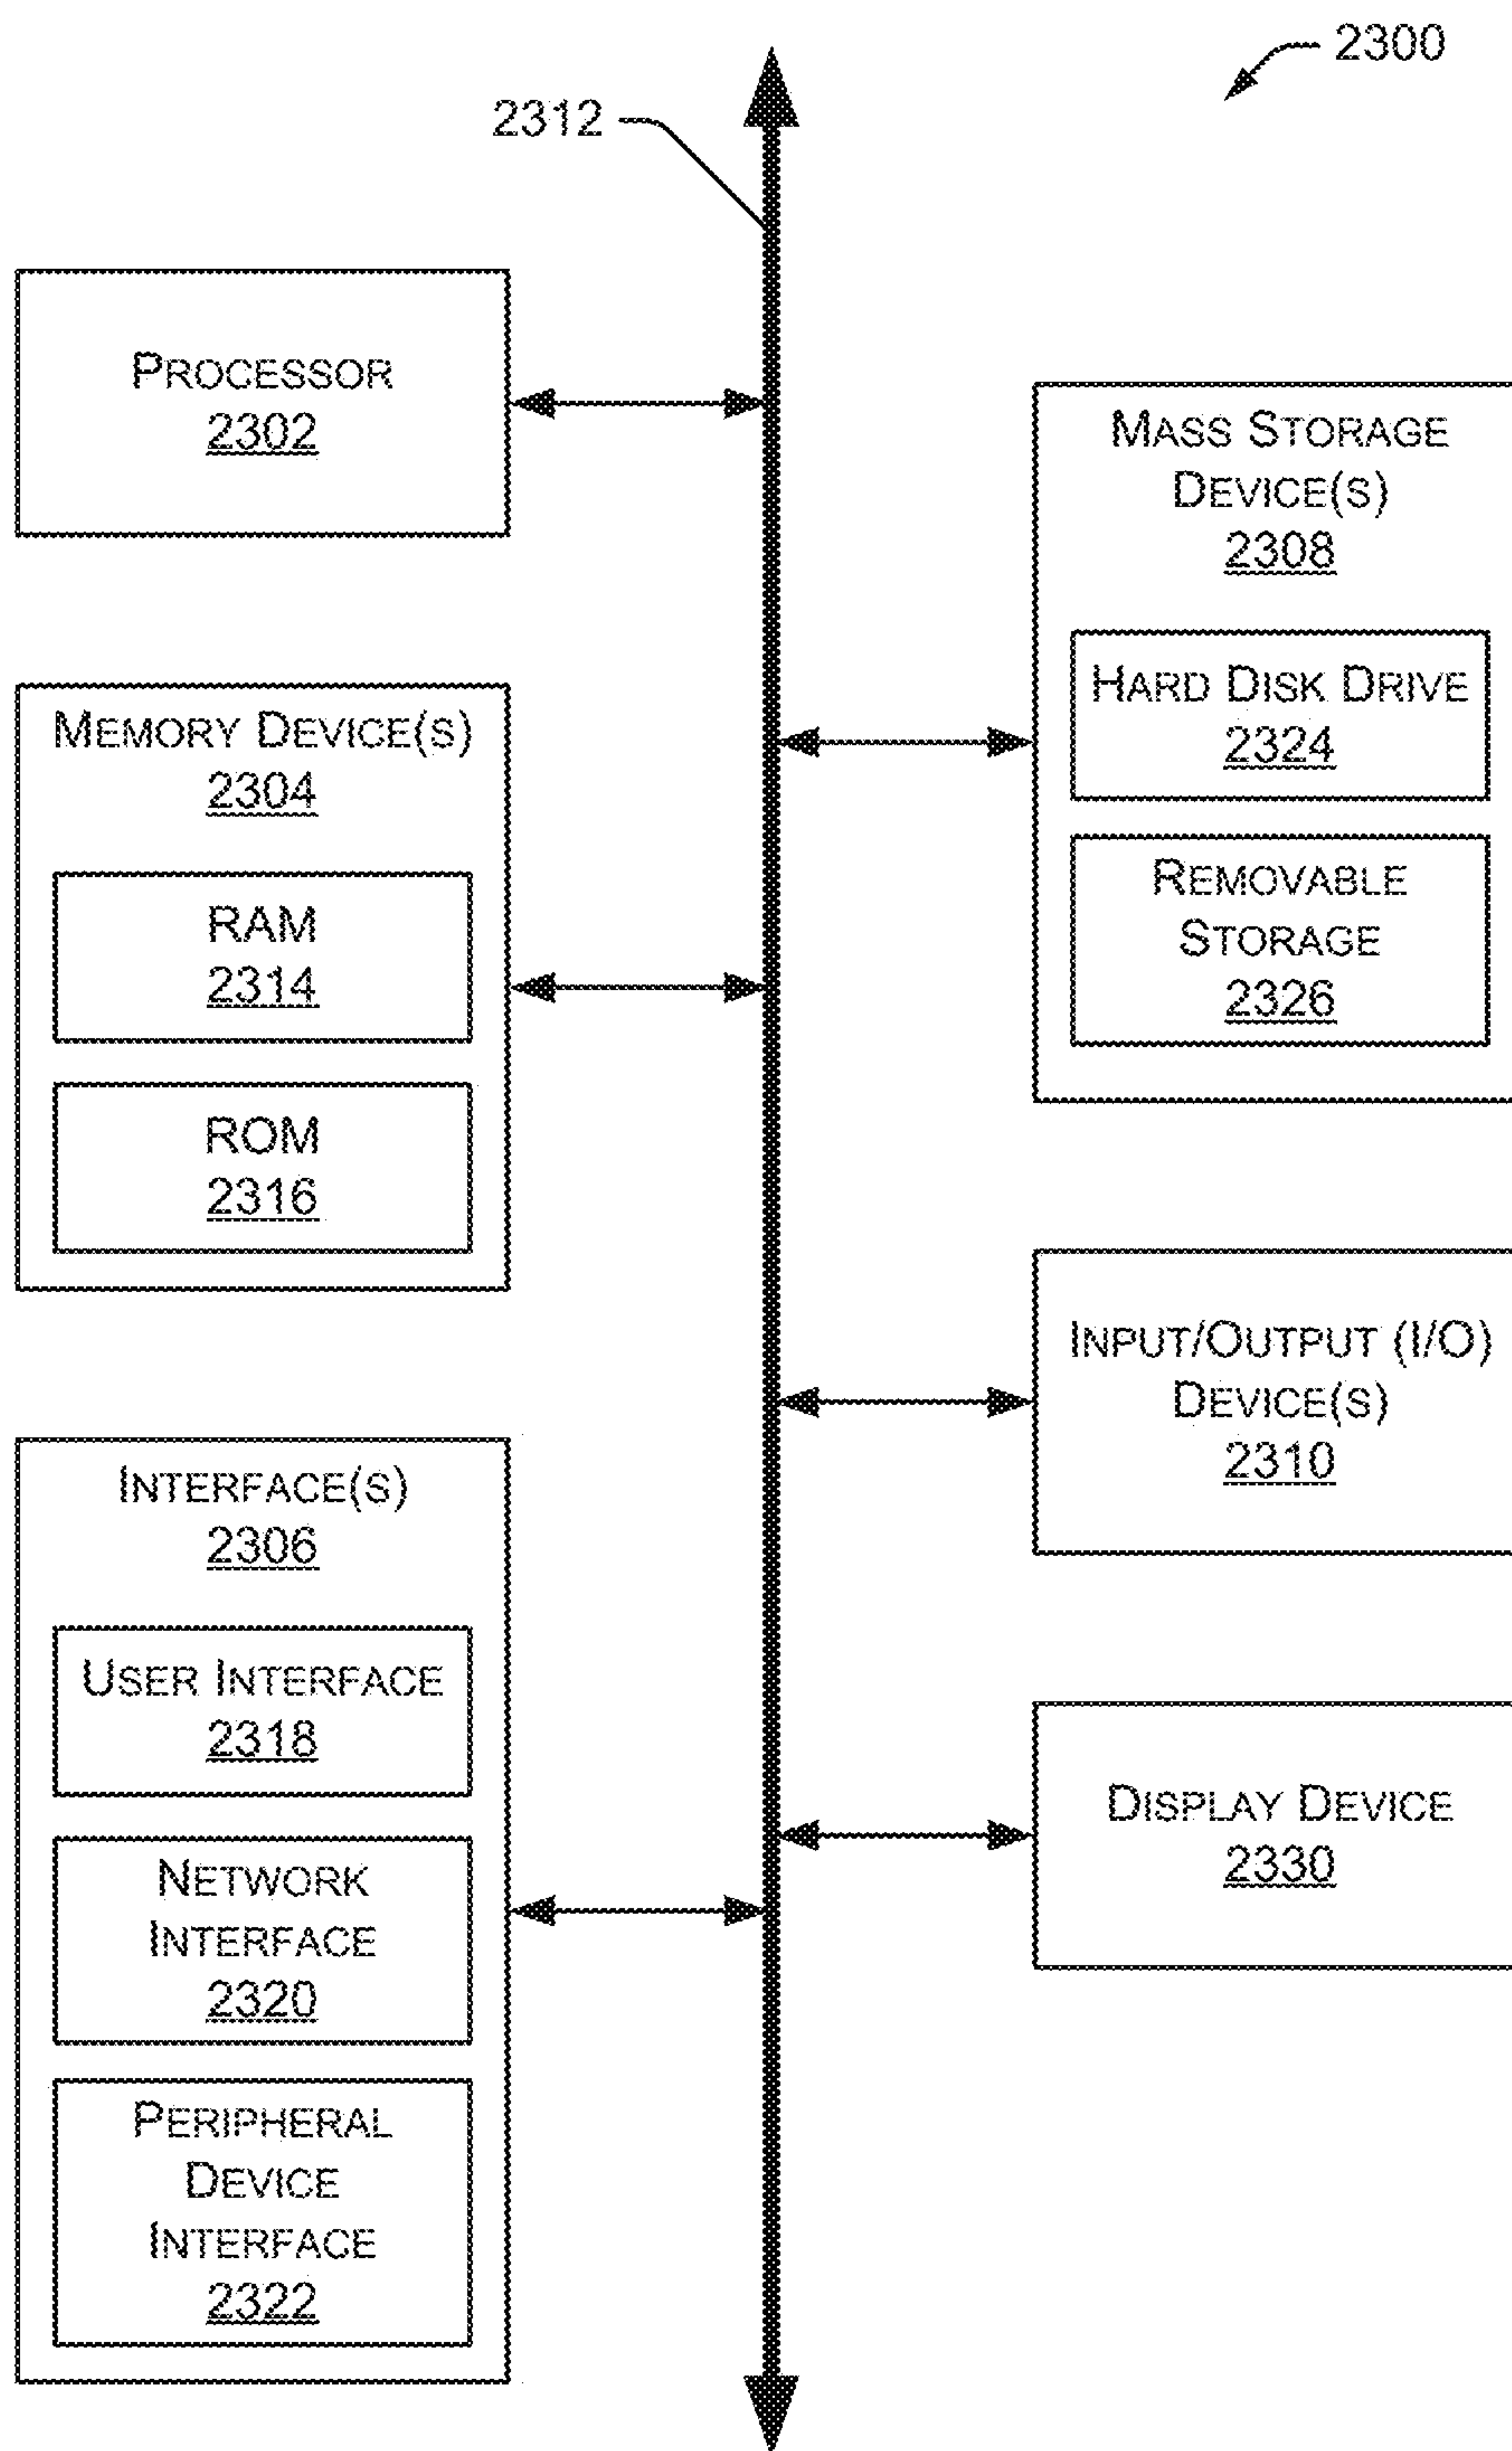 2300
2312
PROCESSOR
2302
MEMORY DEVICE(S)
2304
RAM
2314
ROM
2316
INTERFACE(S)
2306
USER INTERFACE
2318
NETWORK
INTERFACE
2320
PERIPHERAL
DEVICE
INTERFACE
2322
MASS STORAGE
DEVICE(S)
2308
HARD DISK DRIVE
2324
REMOVABLE
STORAGE
2326
INPUT/OUTPUT (I/O)
DEVICE(S)
2310
DISPLAY DEVICE
2330